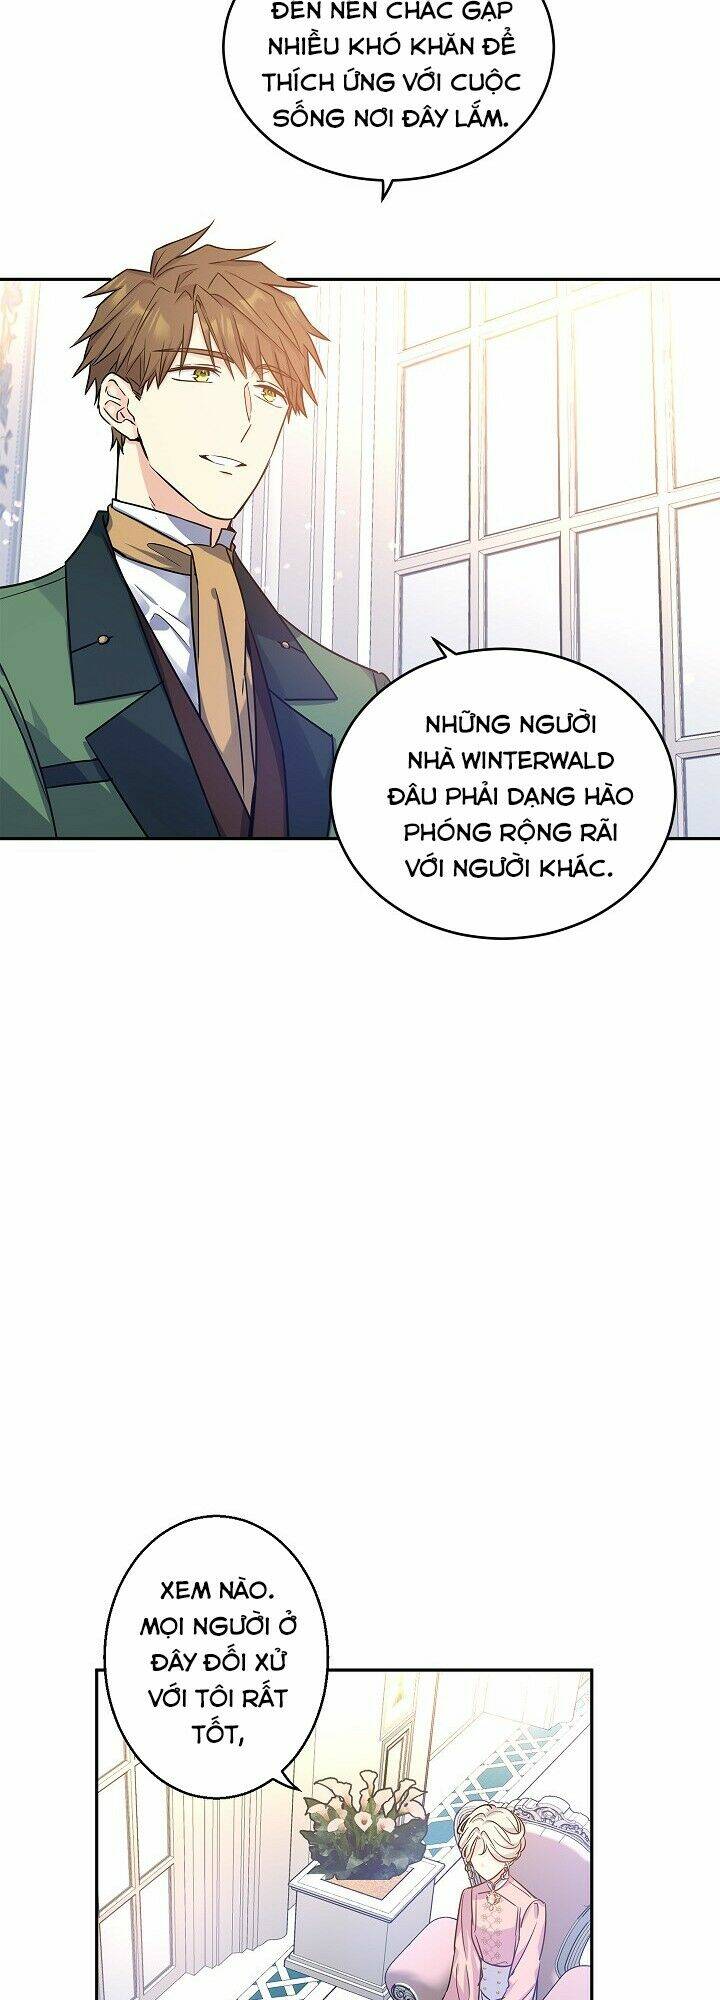 ĐẾN NÊN CHẮC GẶP
NHIỀU KHÓ KHĂN ĐỂ
THÍCH ỨNG VỚI CUỘC
SỐNG NƠI ĐÂY LẮM.
NHỮNG NGƯỜI
NHÀ WINTERWALD
ĐÂU PHẢI DẠNG HÀO
PHÓNG RỘNG RÃI
VỚI NGƯỜI KHÁC.
XEM NÀO.
MỌI NGƯỜI Ở
ĐÂY ĐỐI XỬ
VỚI TÔI RẤT
TỐT,